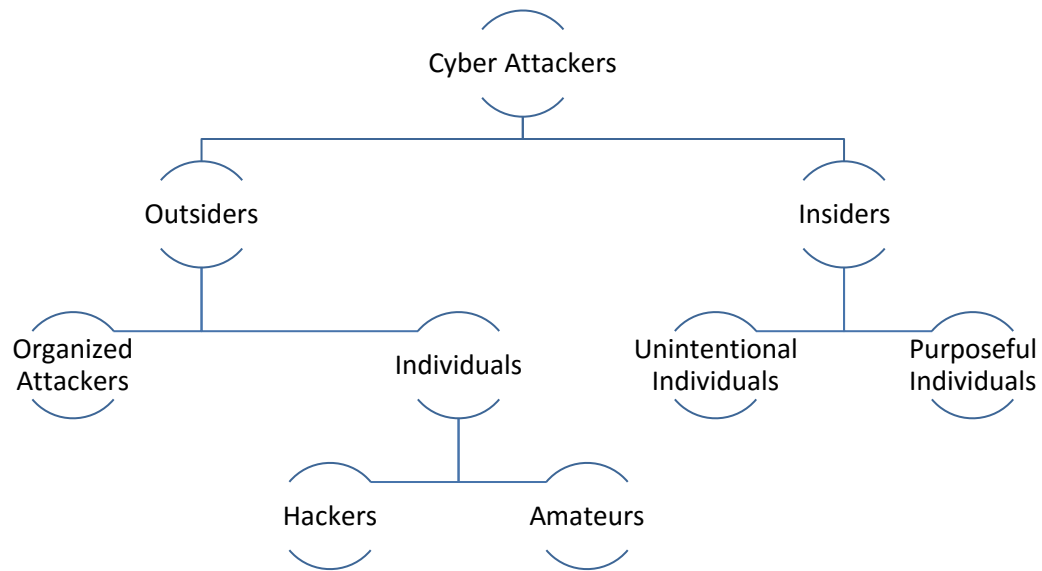 Cyber Attackers
Outsiders
Insiders
Organized
Attackers
Individuals
Unintentional
Individuals
Purposeful
Individuals
Hackers
Amateurs